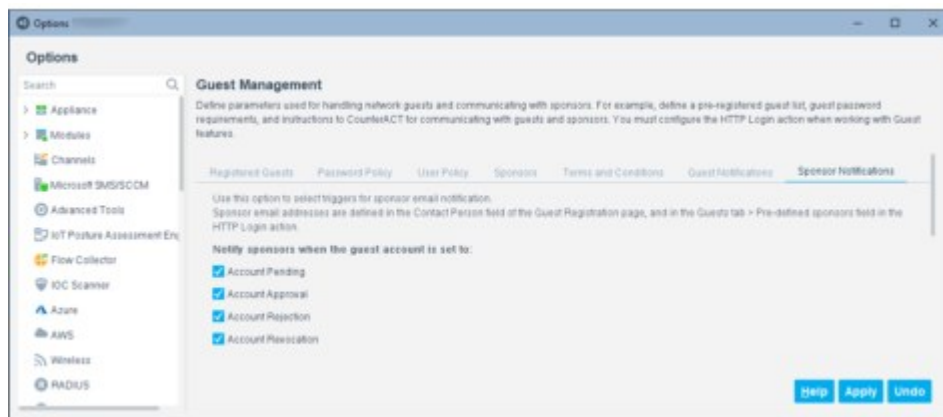 Options
Options
Search
Appliance
Modules
Channels
Microsoft SMS/SCCM
Advanced Tools
IoT Posture Assessment Eng
Flow Collector
IOC Scanner
Azure
AWS
Wireless
RADIUS
Guest Management
Define parameters used for handling network guests and communicating with sponsors. For example, define a pre-registered guest list, guest password
requirements, and instructions to CounterACT for communicating with guests and sponsors. You must configure the HTTP Login action when working with Guest
features.
Registered Guests Password Policy User Policy Sponsors Terms and Conditions Guest Notifications Sponsor Notifications
Use this option to select triggers for sponsor email notification.
Sponsor email addresses are defined in the Contact Person field of the Guest Registration page, and in the Guests tab > Pre-defined sponsors field in the
HTTP Login action.
Notify sponsors when the guest account is set to:
Account Pending
Account Approval
Account Rejection
Account Revocation
Help Apply Undo